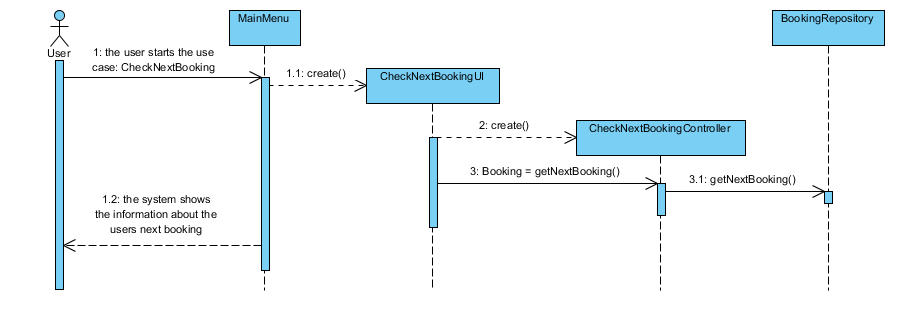 MainMenu
BookingRepository
User
1: the user starts the use
case: CheckNextBooking
1.1: create()
CheckNextBookingUI
2: create()
CheckNextBookingController
3: Booking = getNextBooking()
3.1: getNextBooking()
1.2: the system shows
the information about the
users next booking